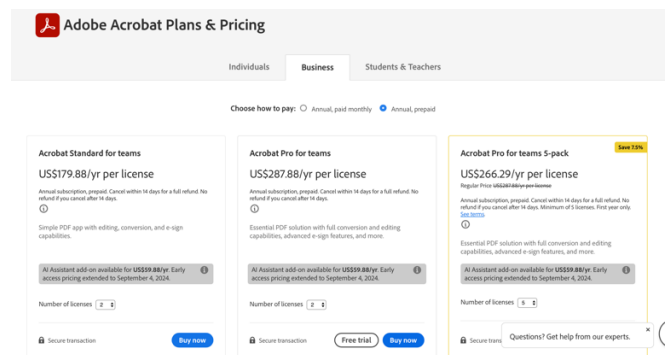 Adobe Acrobat Plans & Pricing
Individuals
Business
Students & Teachers
Choose how to pay: Annual, paid monthly Annual, prepaid
Acrobat Standard for teams
US$179.88/yr per license
Annual subscription, prepaid. Cancel within 14 days for a full refund. No
refund if you cancel after 14 days.
Simple PDF app with editing, conversion, and e-sign
capabilities.
AI Assistant add-on available for US$59.88/yr. Early
access pricing extended to September 4, 2024.
Number of licenses 2
Secure transaction
Buy now
Acrobat Pro for teams
US$287.88/yr per license
Annual subscription, prepaid. Cancel within 14 days for a full refund. No
refund if you cancel after 14 days.
Essential PDF solution with full conversion and editing
capabilities, advanced e-sign features, and more.
AI Assistant add-on available for US$59.88/yr. Early
access pricing extended to September 4, 2024.
Number of licenses 2
Secure transaction
Free trial
Buy now
Save 7.5%
Acrobat Pro for teams 5-pack
US$266.29/yr per license
Regular Price US$287.88/yr per license
Annual subscription, prepaid. Cancel within 14 days for a full
refund. No refund if you cancel after 14 days. Minimum of 5 licenses. First year only.
See terms.
Essential PDF solution with full conversion and editing
capabilities, advanced e-sign features, and more.
AI Assistant add-on available for US$59.88/yr. Early
access pricing extended to September 4, 2024.
Number of licenses 5
Secure tran
Questions? Get help from our experts.